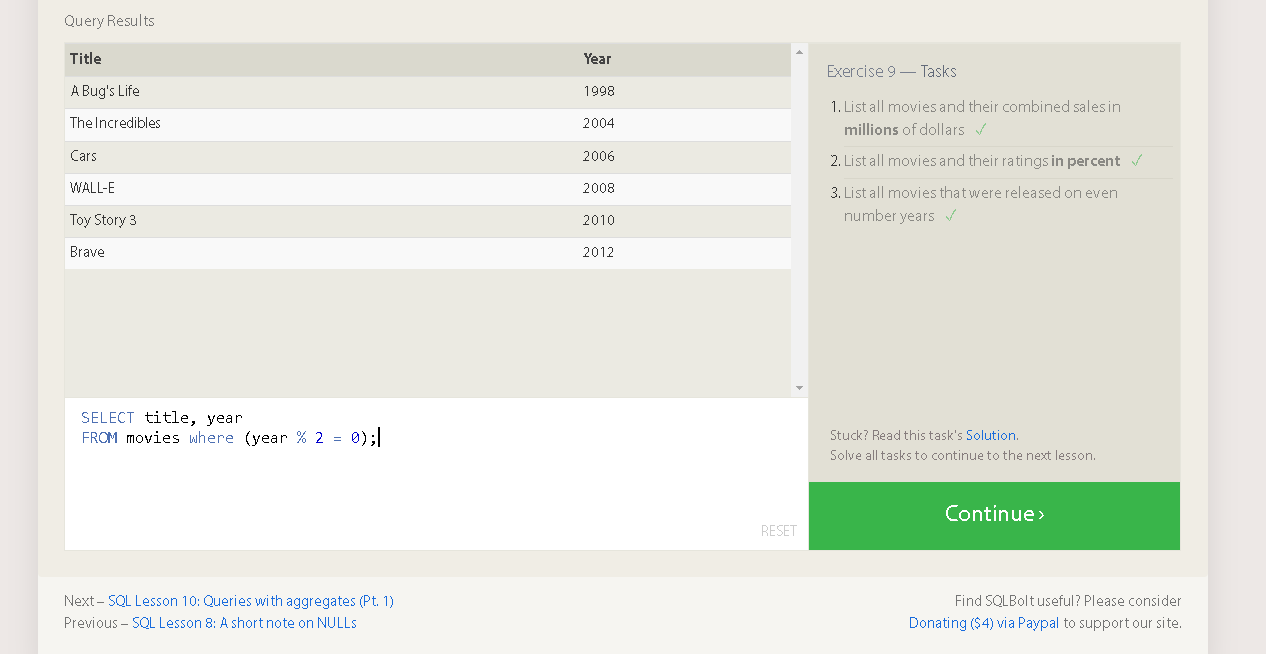 Query Results
Title Year
A Bug's Life 1998
The Incredibles 2004
Cars 2006
WALL-E 2008
Toy Story 3 2010
Brave 2012
SELECT title, year
FROM movies where (year % 2 = 0);
RESET
Exercise 9 — Tasks
1. List all movies and their combined sales in
millions of dollars ✓
2. List all movies and their ratings in percent ✓
3. List all movies that were released on even
number years ✓
Stuck? Read this task's Solution.
Solve all tasks to continue to the next lesson.
Continue ›
Next – SQL Lesson 10: Queries with aggregates (Pt. 1)
Previous – SQL Lesson 8: A short note on NULLs
Find SQLBolt useful? Please consider
Donating ($4) via Paypal to support our site.